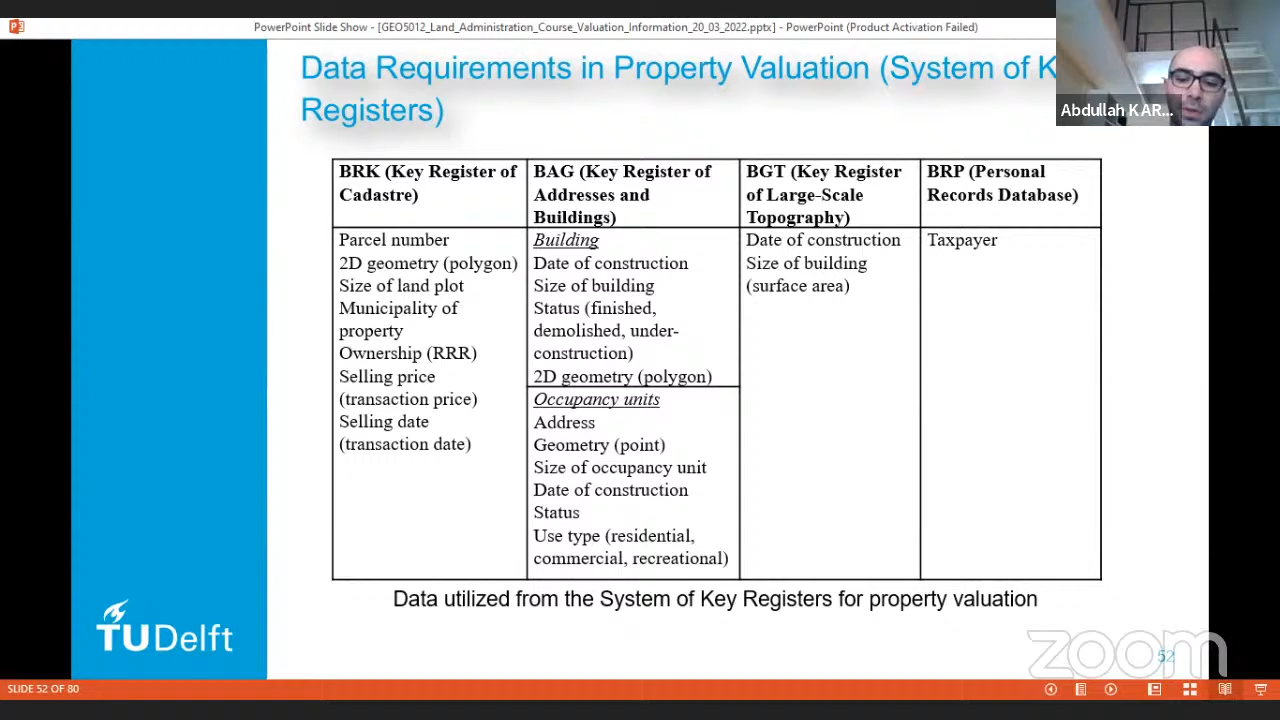 PowerPoint Slide Show - [GEO5012_Land_Administration_Course_Valuation_Information_20_03_2022.pptx] - PowerPoint (Product Activation Failed)
Data Requirements in Property Valuation (System of K
Registers)
Abdullah KAR...
BRK (Key Register of
Cadastre)
BAG (Key Register of
Addresses and
Buildings)
BGT (Key Register
of Large-Scale
Topography)
BRP (Personal
Records Database)
Parcel number
2D geometry (polygon)
Size of land plot
Municipality of
property
Ownership (RRR)
Selling price
(transaction price)
Selling date
(transaction date)
Building
Date of construction
Size of building
Status (finished,
demolished, under-
construction)
2D geometry (polygon)
Occupancy units
Address
Geometry (point)
Size of occupancy unit
Date of construction
Status
Use type (residential,
commercial, recreational)
Date of construction
Size of building
(surface area)
Taxpayer
Data utilized from the System of Key Registers for property valuation
TUDelft
zoom
52
SLIDE 52 OF 80